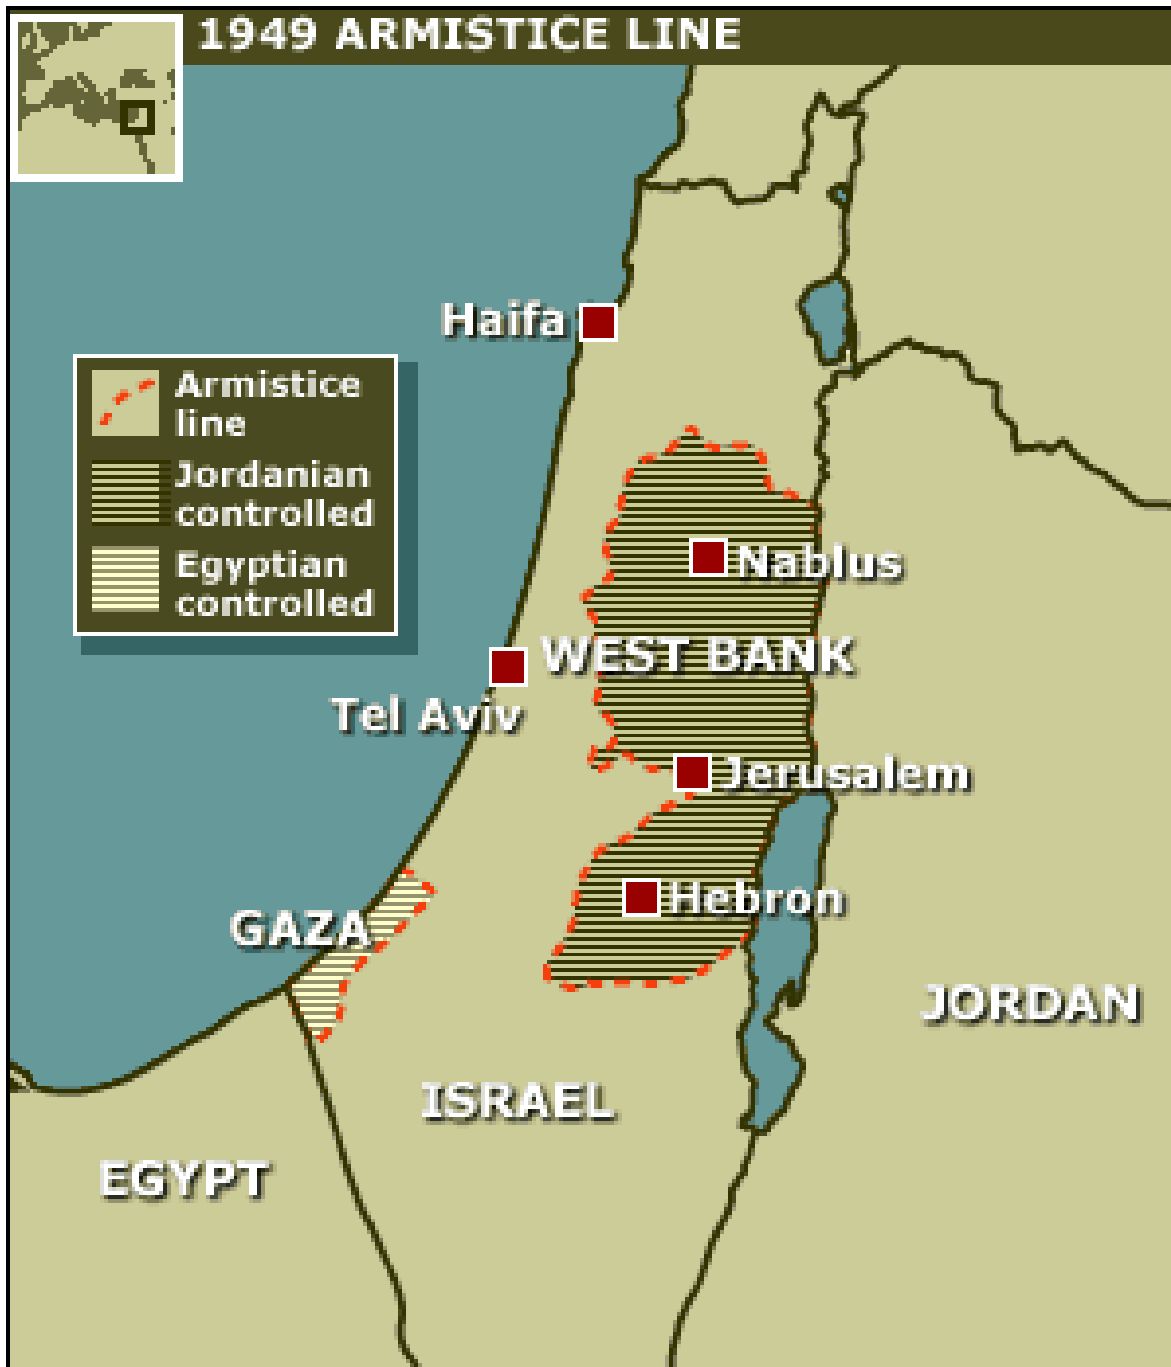 1949 ARMISTICE LINE
Haifa
Armistice
line
Jordanian
controlled
Egyptian
controlled
Nablus
WEST BANK
Tel Aviv
Jerusalem
Hebron
GAZA
JORDAN
ISRAEL
EGYPT